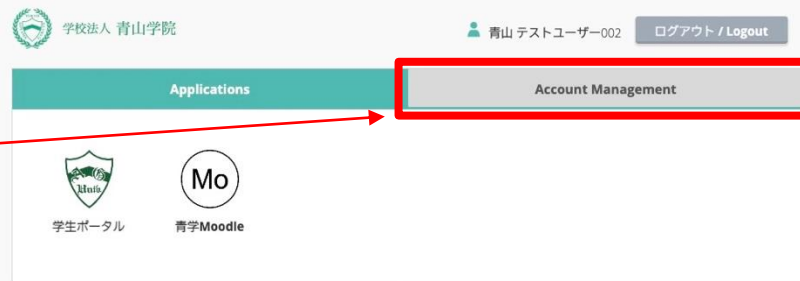 学校法人 青山学院
青山 テストユーザー002
ログアウト / Logout
Applications
Account Management
Mo
学生ポータル
青学Moodle